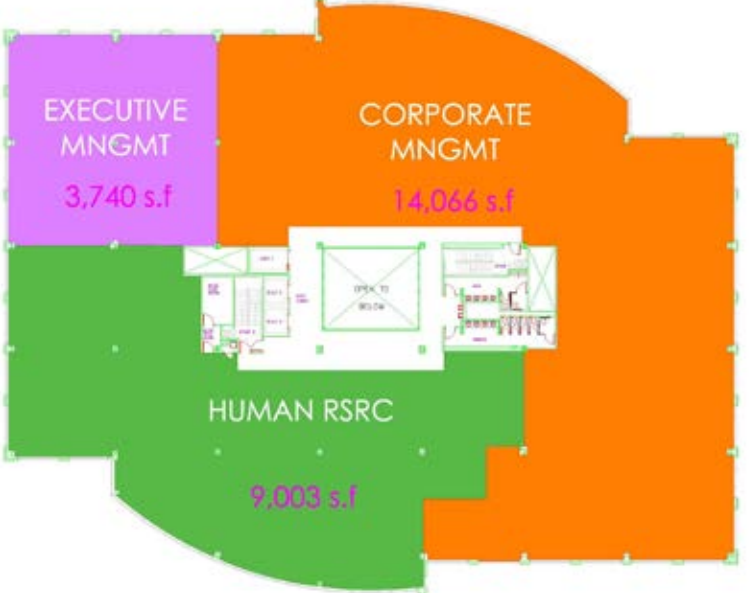 EXECUTIVE
MNGMT
3,740 s.f
CORPORATE
MNGMT
14,066 s.f
OPEN TO
BELOW
HUMAN RSRC
9,003 s.f